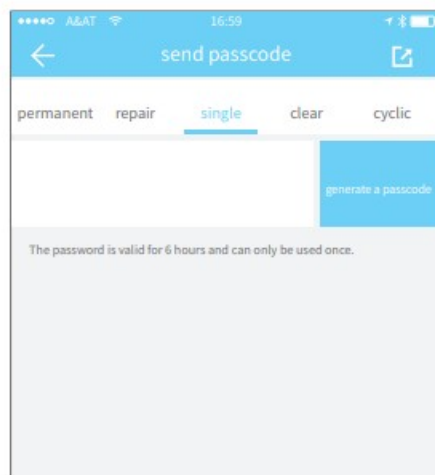 A&AT 16:59
send passcode
permanent repair single clear cyclic
generate a passcode
The password is valid for 6 hours and can only be used once.